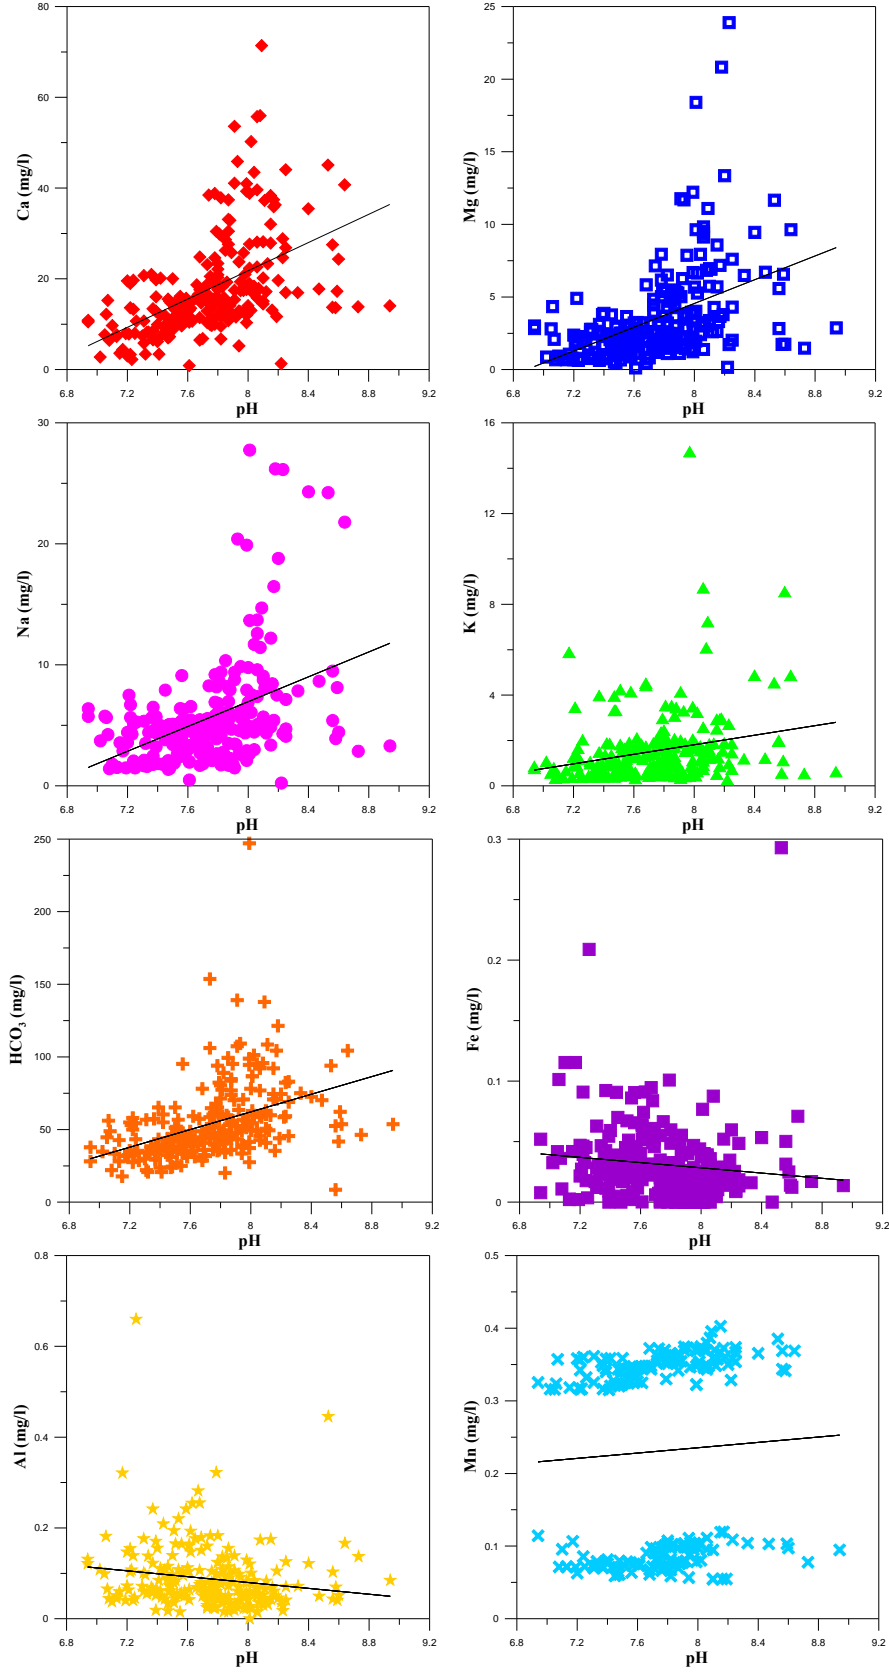 80
60
40
20
0
6.8 7.2 7.6 8 8.4 8.8 9.2
pH
Ca (mg/l)
25
20
15
10
5
0
6.8 7.2 7.6 8 8.4 8.8 9.2
pH
Mg (mg/l)
30
20
10
0
6.8 7.2 7.6 8 8.4 8.8 9.2
pH
Na (mg/l)
16
12
8
4
0
6.8 7.2 7.6 8 8.4 8.8 9.2
pH
K (mg/l)
250
200
150
100
50
0
6.8 7.2 7.6 8 8.4 8.8 9.2
pH
HCO₃ (mg/l)
0.3
0.2
0.1
0
6.8 7.2 7.6 8 8.4 8.8 9.2
pH
Fe (mg/l)
0.8
0.6
0.4
0.2
0
6.8 7.2 7.6 8 8.4 8.8 9.2
pH
Al (mg/l)
0.5
0.4
0.3
0.2
0.1
0
6.8 7.2 7.6 8 8.4 8.8 9.2
pH
Mn (mg/l)